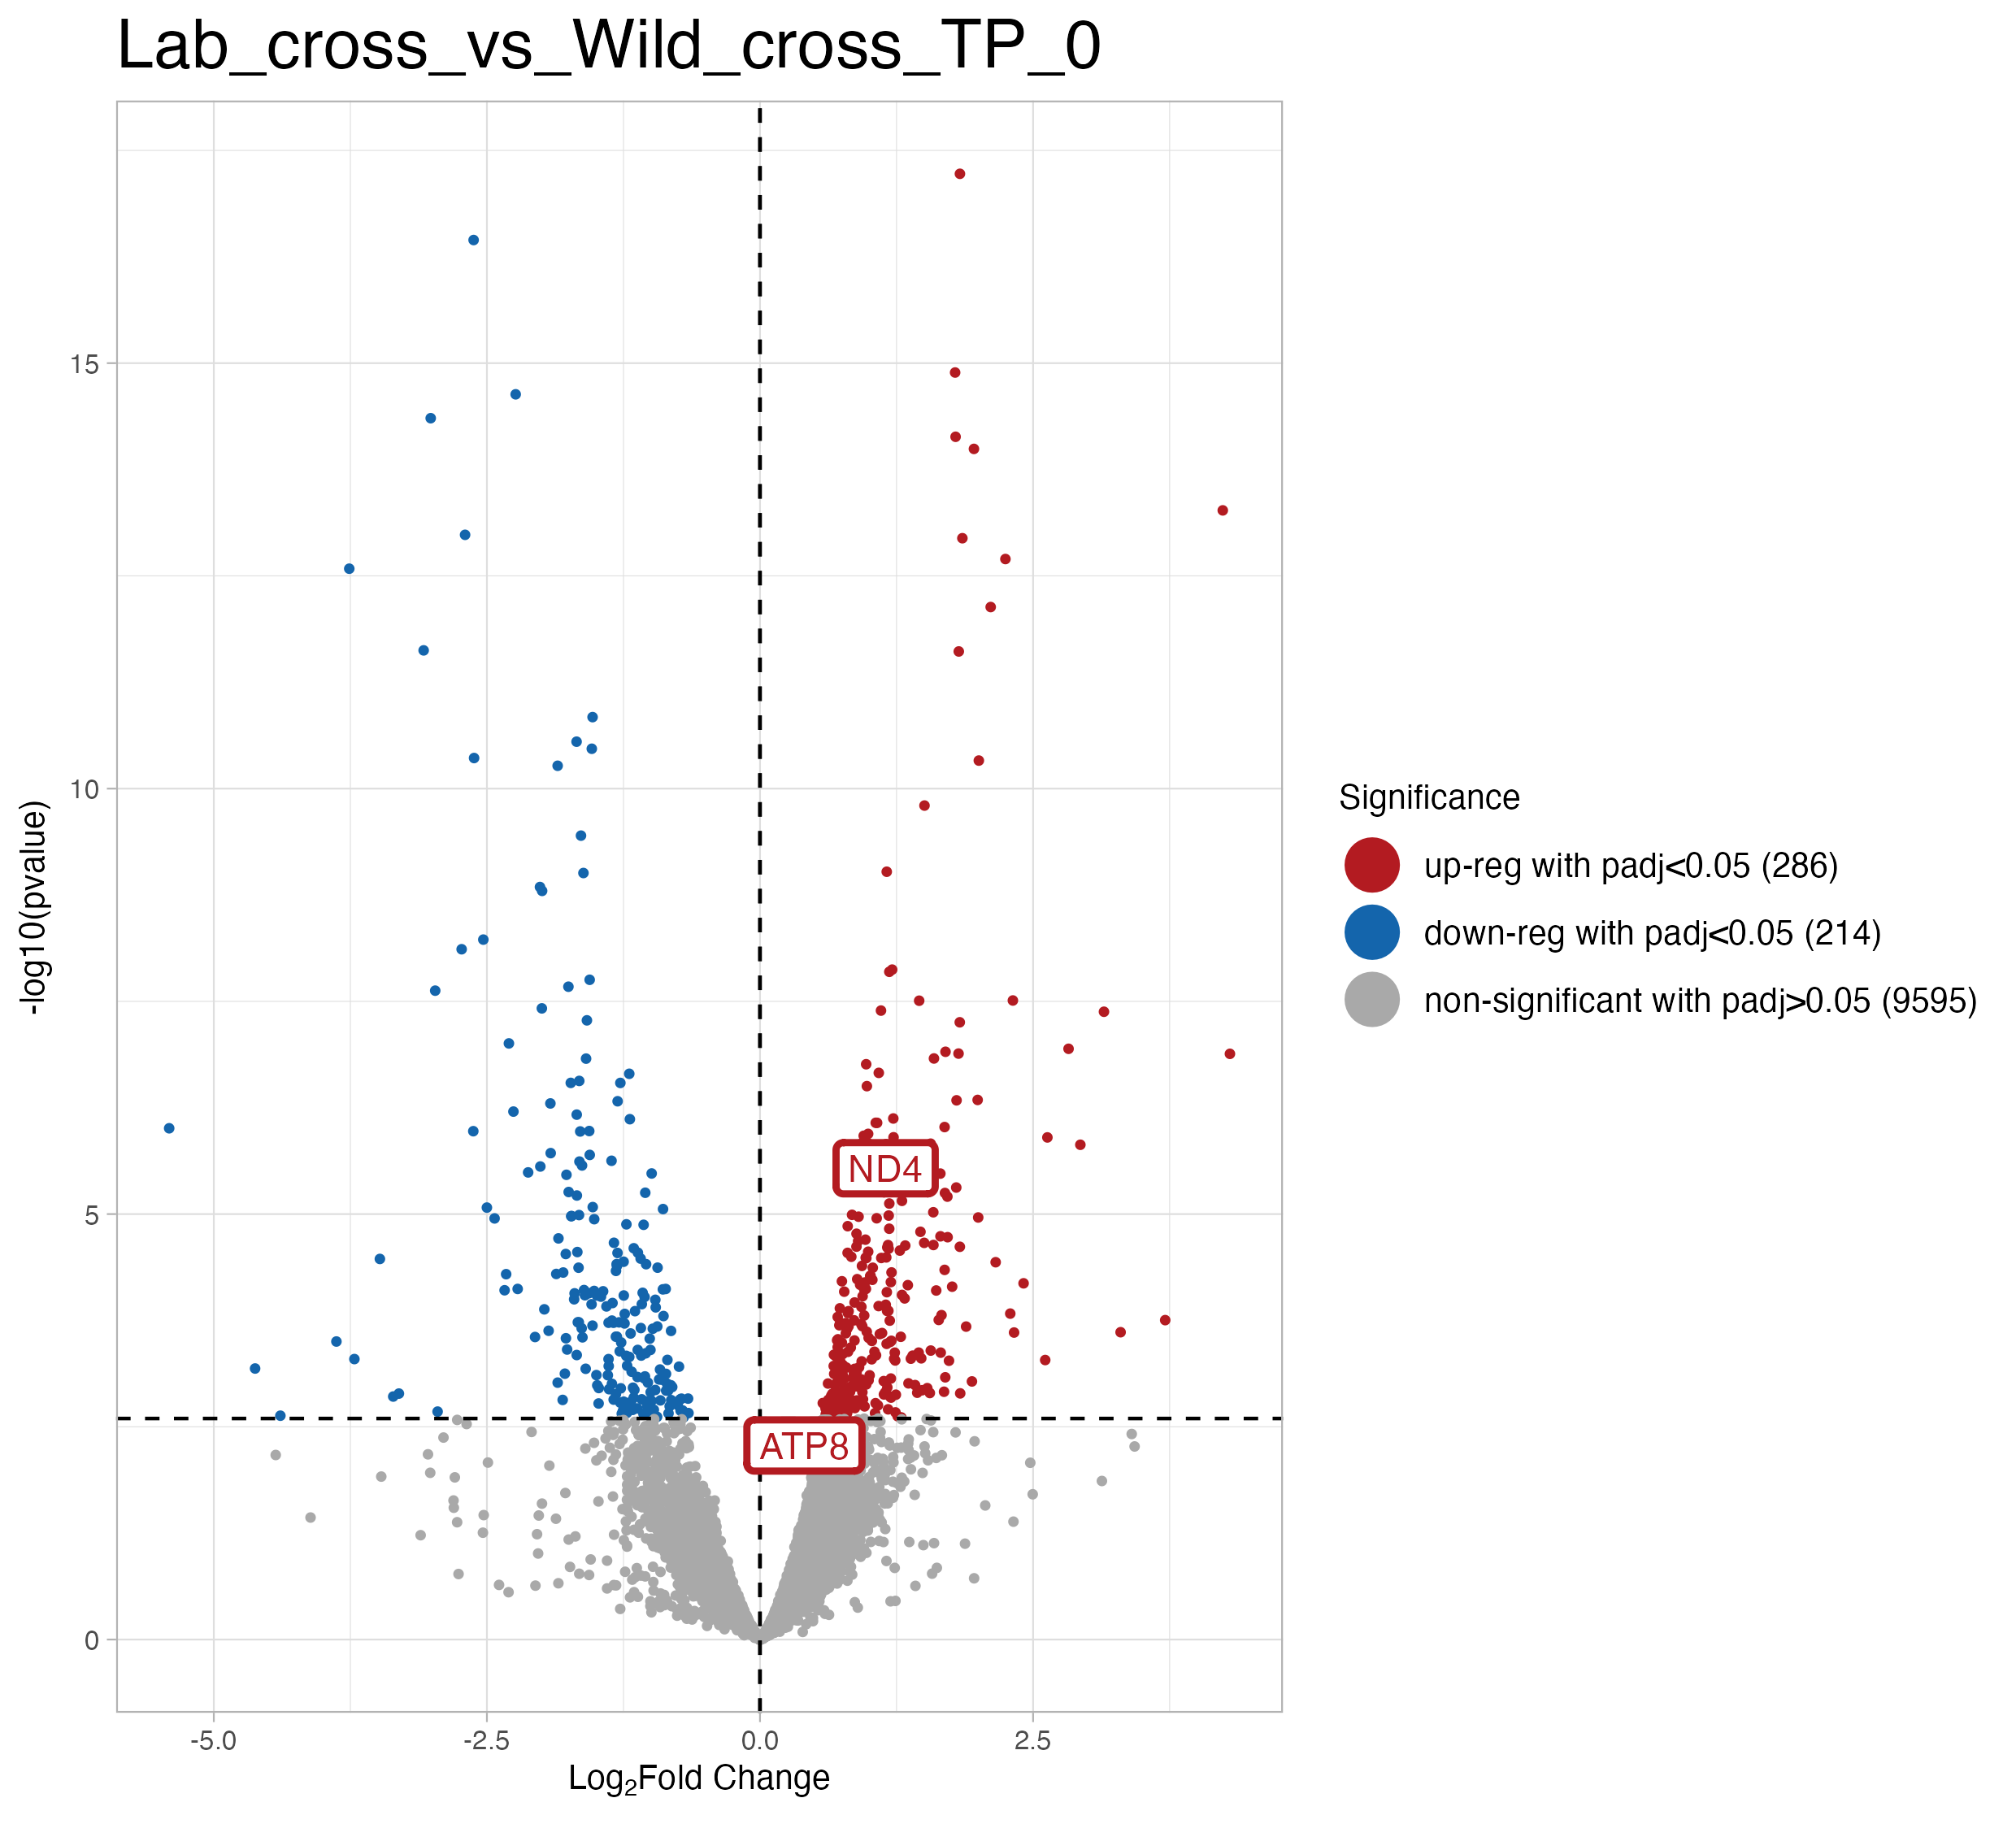 Lab_cross_vs_Wild_cross_TP_0
15
10
5
0
-log10(pvalue)
ND4
ATP8
-5.0 -2.5 0.0 2.5
Log₂Fold Change
Significance
up-reg with padj<0.05 (286)
down-reg with padj<0.05 (214)
non-significant with padj>0.05 (9595)